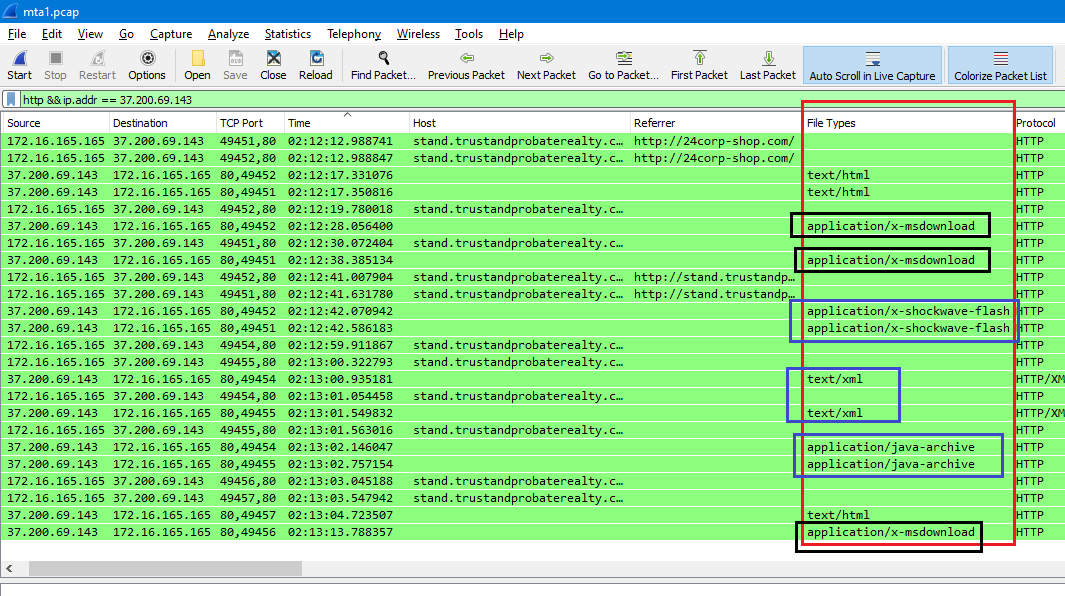 mta1.pcap
File Edit View Go Capture Analyze Statistics Telephony Wireless Tools Help
Start Stop Restart Options Open Save Close Reload Find Packet... Previous Packet Next Packet Go to Packet... First Packet Last Packet Auto Scroll in Live Capture Colorize Packet List
http && ip.addr == 37.200.69.143
Source Destination TCP Port Time Host Referrer File Types Protocol
172.16.165.165 37.200.69.143 49451,80 02:12:12.988741 stand.trustandprobaterealty.c… http://24corp-shop.com/ HTTP
172.16.165.165 37.200.69.143 49452,80 02:12:12.988847 stand.trustandprobaterealty.c… http://24corp-shop.com/ HTTP
37.200.69.143 172.16.165.165 80,49452 02:12:17.331076 text/html HTTP
37.200.69.143 172.16.165.165 80,49451 02:12:17.350816 text/html HTTP
172.16.165.165 37.200.69.143 49452,80 02:12:19.780018 stand.trustandprobaterealty.c… HTTP
37.200.69.143 172.16.165.165 80,49452 02:12:28.056400 application/x-msdownload HTTP
172.16.165.165 37.200.69.143 49451,80 02:12:30.072404 stand.trustandprobaterealty.c… HTTP
37.200.69.143 172.16.165.165 80,49451 02:12:38.385134 application/x-msdownload HTTP
172.16.165.165 37.200.69.143 49452,80 02:12:41.007904 stand.trustandprobaterealty.c… http://stand.trustandp… HTTP
172.16.165.165 37.200.69.143 49451,80 02:12:41.631780 stand.trustandprobaterealty.c… http://stand.trustandp… HTTP
37.200.69.143 172.16.165.165 80,49452 02:12:42.070942 application/x-shockwave-flash HTTP
37.200.69.143 172.16.165.165 80,49451 02:12:42.586183 application/x-shockwave-flash HTTP
172.16.165.165 37.200.69.143 49454,80 02:12:59.911867 stand.trustandprobaterealty.c… HTTP
172.16.165.165 37.200.69.143 49455,80 02:13:00.322793 stand.trustandprobaterealty.c… HTTP
37.200.69.143 172.16.165.165 80,49454 02:13:00.935181 text/xml HTTP/XM
172.16.165.165 37.200.69.143 49454,80 02:13:01.054458 stand.trustandprobaterealty.c… HTTP
37.200.69.143 172.16.165.165 80,49455 02:13:01.549832 text/xml HTTP/XM
172.16.165.165 37.200.69.143 49455,80 02:13:01.563016 stand.trustandprobaterealty.c… HTTP
37.200.69.143 172.16.165.165 80,49454 02:13:02.146047 application/java-archive HTTP
37.200.69.143 172.16.165.165 80,49455 02:13:02.757154 application/java-archive HTTP
172.16.165.165 37.200.69.143 49456,80 02:13:03.045188 stand.trustandprobaterealty.c… HTTP
172.16.165.165 37.200.69.143 49457,80 02:13:03.547942 stand.trustandprobaterealty.c… HTTP
37.200.69.143 172.16.165.165 80,49457 02:13:04.723507 text/html HTTP
37.200.69.143 172.16.165.165 80,49456 02:13:13.788357 application/x-msdownload HTTP